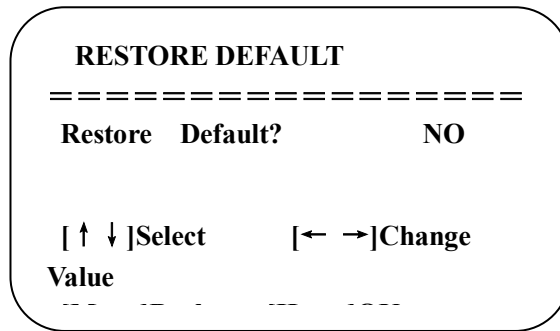 RESTORE DEFAULT
=================
Restore Default? NO
[↑ ↓]Select [← →]Change
Value